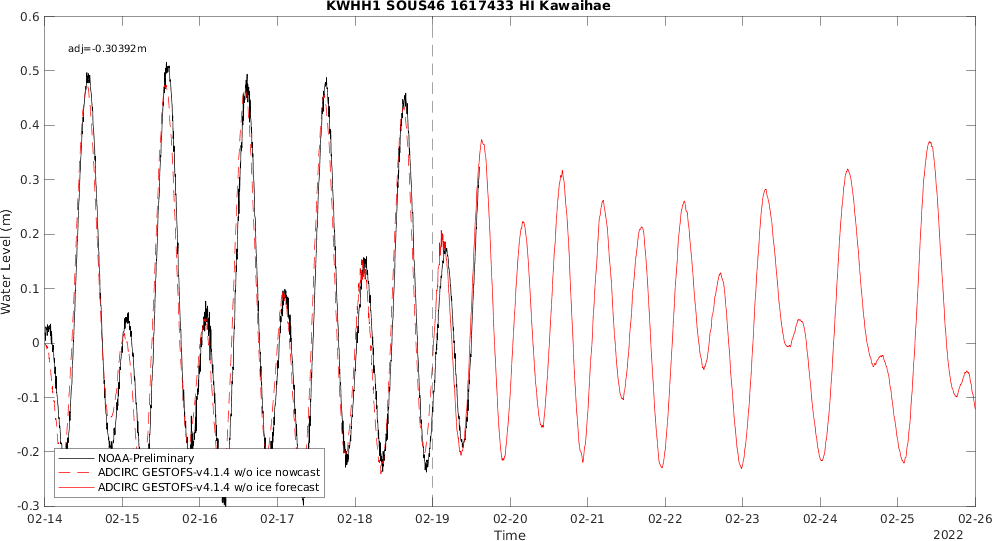 KWHH1 SOUS46 1617433 HI Kawaihae
adj=-0.30392m
Water Level (m)
0.6
0.5
0.4
0.3
0.2
0.1
0
-0.1
-0.2
-0.3
NOAA-Preliminary
ADCIRC GESTOFS-v4.1.4 w/o ice nowcast
ADCIRC GESTOFS-v4.1.4 w/o ice forecast
02-14 02-15 02-16 02-17 02-18 02-19 02-20 02-21 02-22 02-23 02-24 02-25 02-26
Time
2022